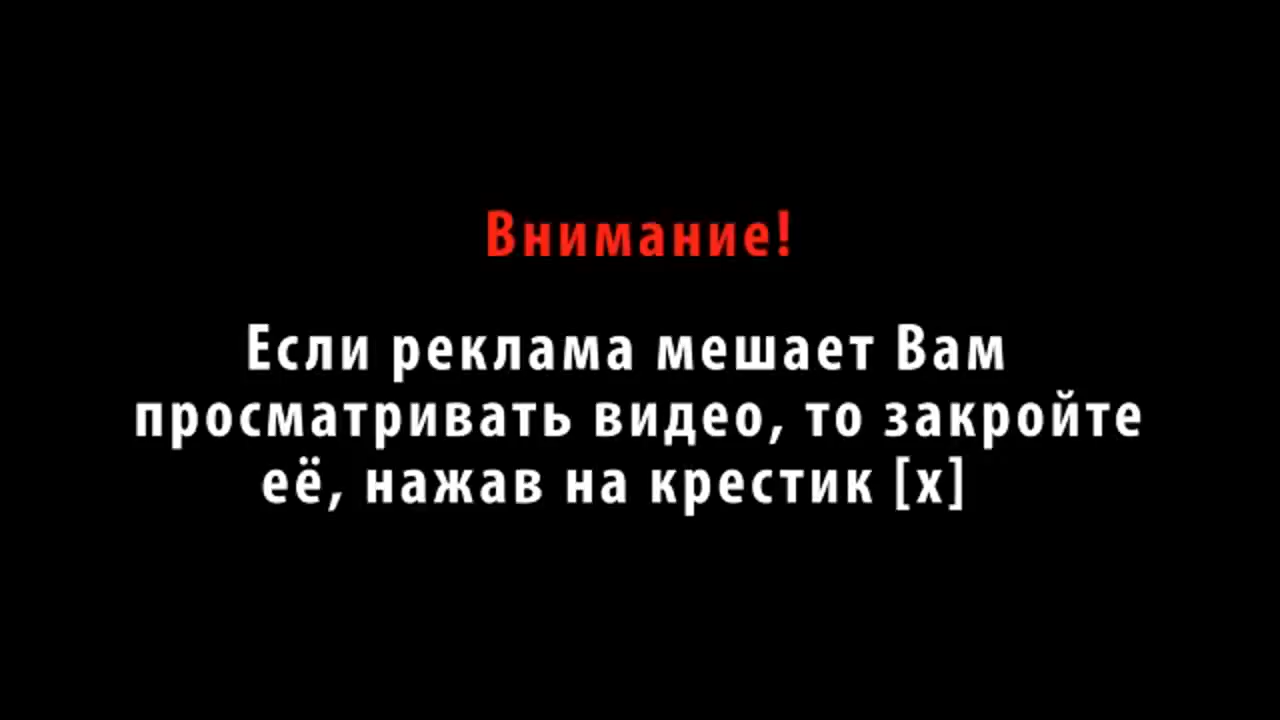 Внимание!
Если реклама мешает Вам
просматривать видео, то закройте
её, нажав на крестик [x]